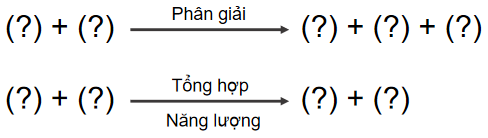 Phân giải
(?) + (?) (?) + (?) + (?)
Tổng hợp
(?) + (?) (?) + (?)
Năng lượng